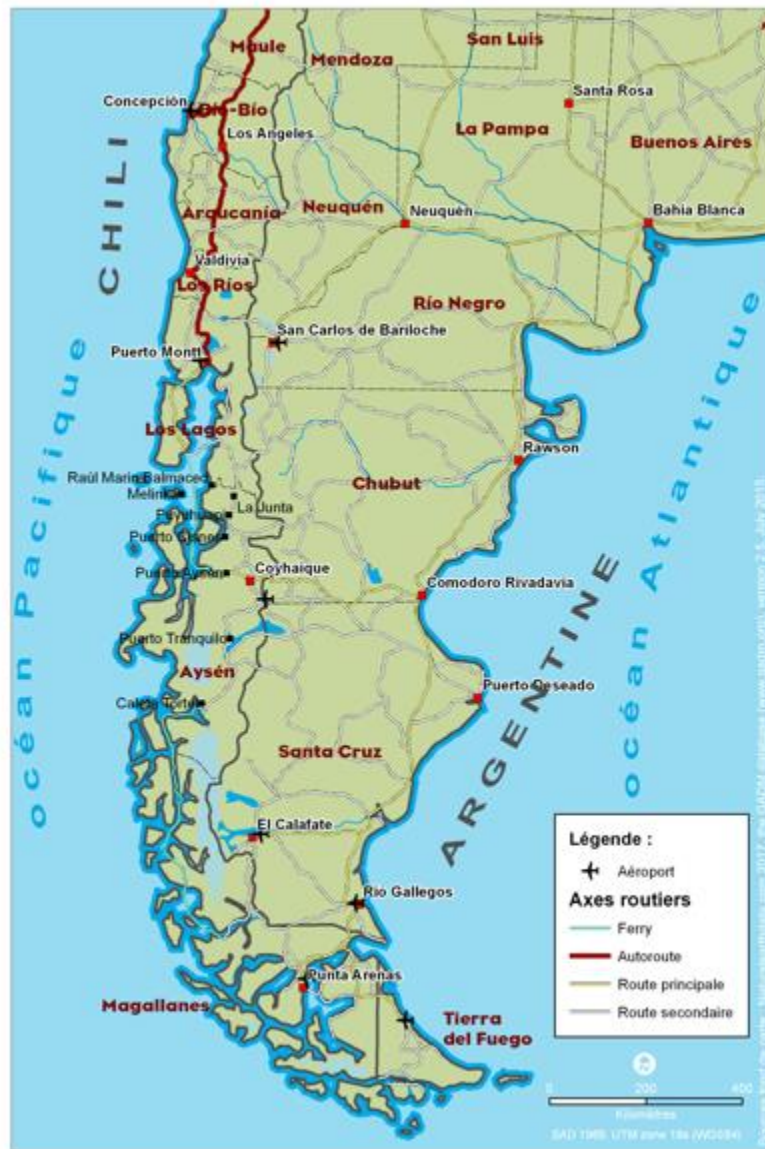 San Luis
Maule
Mendoza
Santa Rosa
Concepción
Bío-Bío
Los Angeles
La Pampa
Buenos Aires
CHILI
Araucanía
Neuquén
Neuquén
Bahia Blanca
Valdivia
Los Ríos
Río Negro
San Carlos de Bariloche
Puerto Montt
océan Pacifique
océan Atlantique
Los Lagos
Rawson
Raúl Marín Balmaced
Melinka
Chubut
La Junta
Puyuhuapi
Puerto Cisnes
Coyhaique
Puerto Aysén
Comodoro Rivadavia
ARGENTINE
Puerto Tranquilo
Aysén
Puerto Deseado
Caleta Tortel
Santa Cruz
El Calafate
Légende :
Aéroport
Axes routiers
Ferry
Autoroute
Route principale
Route secondaire
Rio Gallegos
Punta Arenas
Magallanes
Tierra
del Fuego
0 200 400
Kilomètres